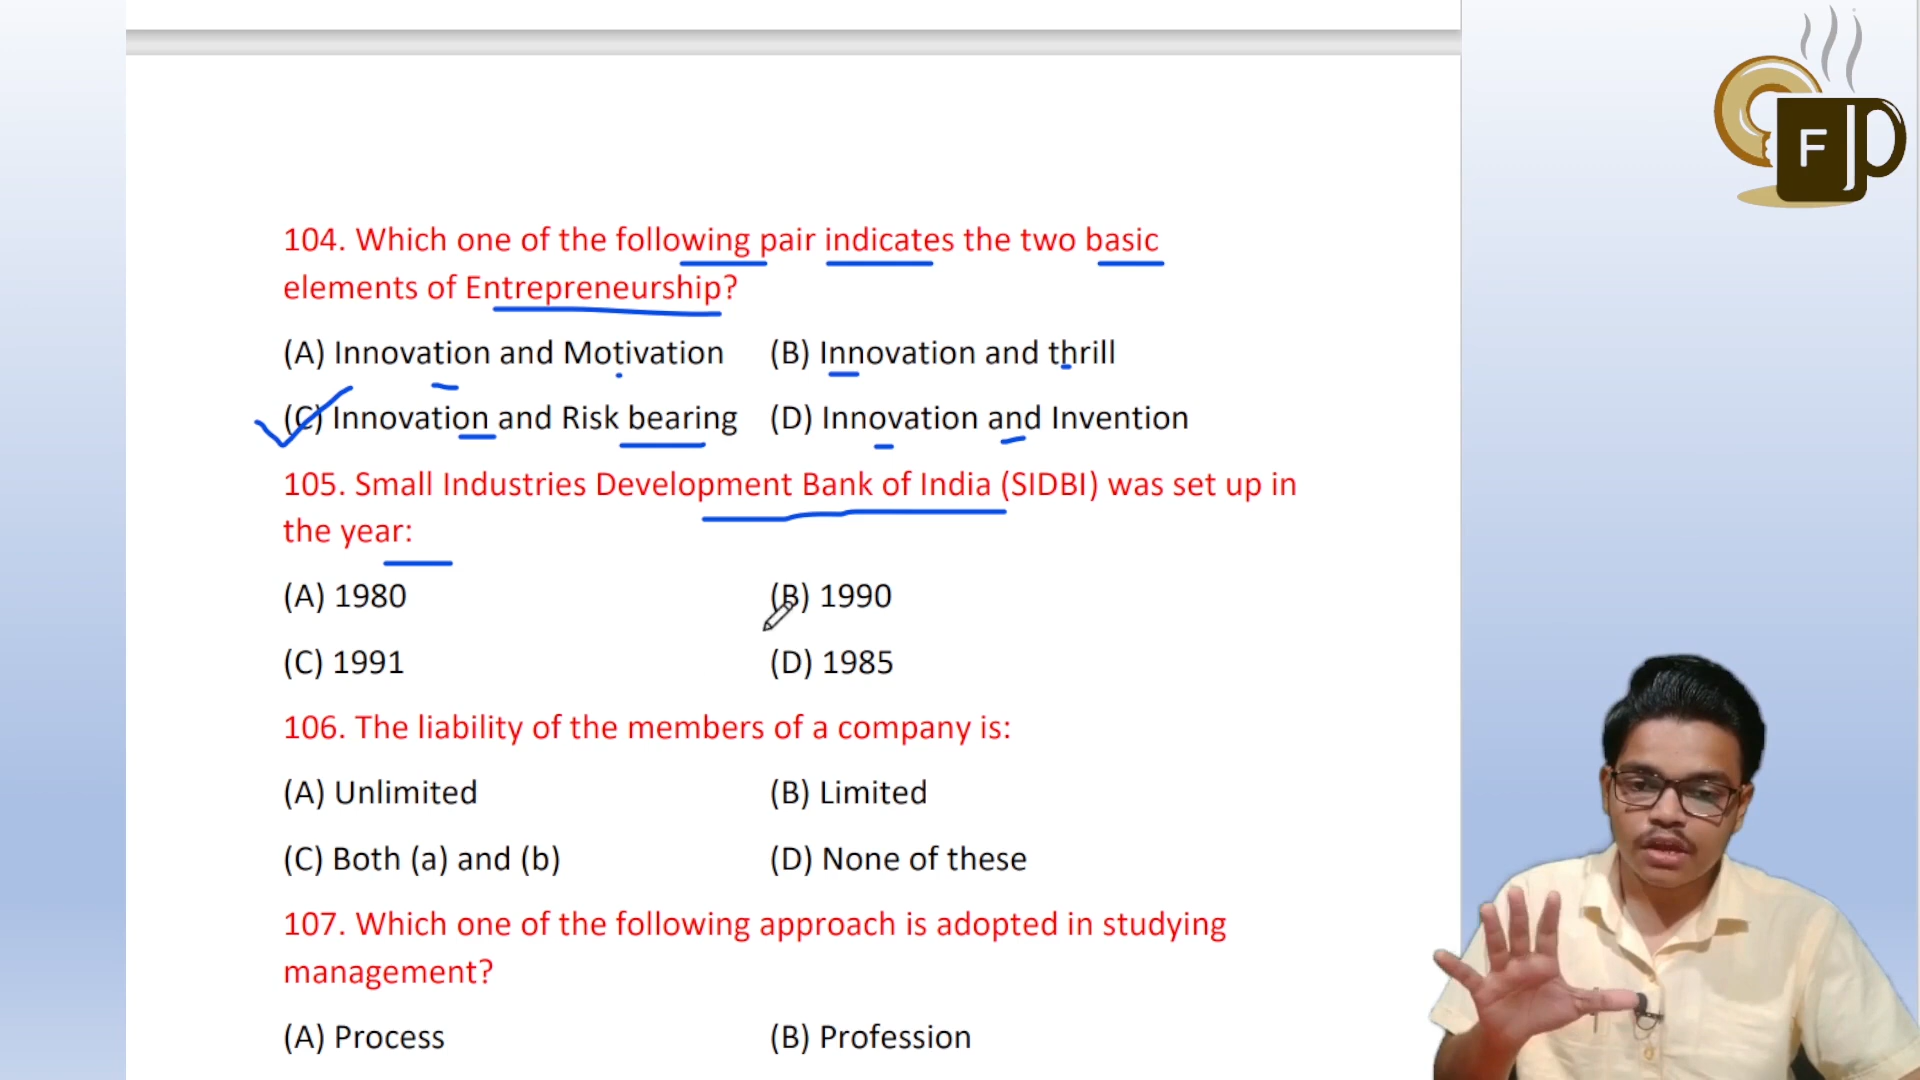 F
104. Which one of the following pair indicates the two basic
elements of Entrepreneurship?
(A) Innovation and Motivation (B) Innovation and thrill
(C) Innovation and Risk bearing (D) Innovation and Invention
105. Small Industries Development Bank of India (SIDBI) was set up in
the year:
(A) 1980 (B) 1990
(C) 1991 (D) 1985
106. The liability of the members of a company is:
(A) Unlimited (B) Limited
(C) Both (a) and (b) (D) None of these
107. Which one of the following approach is adopted in studying
management?
(A) Process (B) Profession